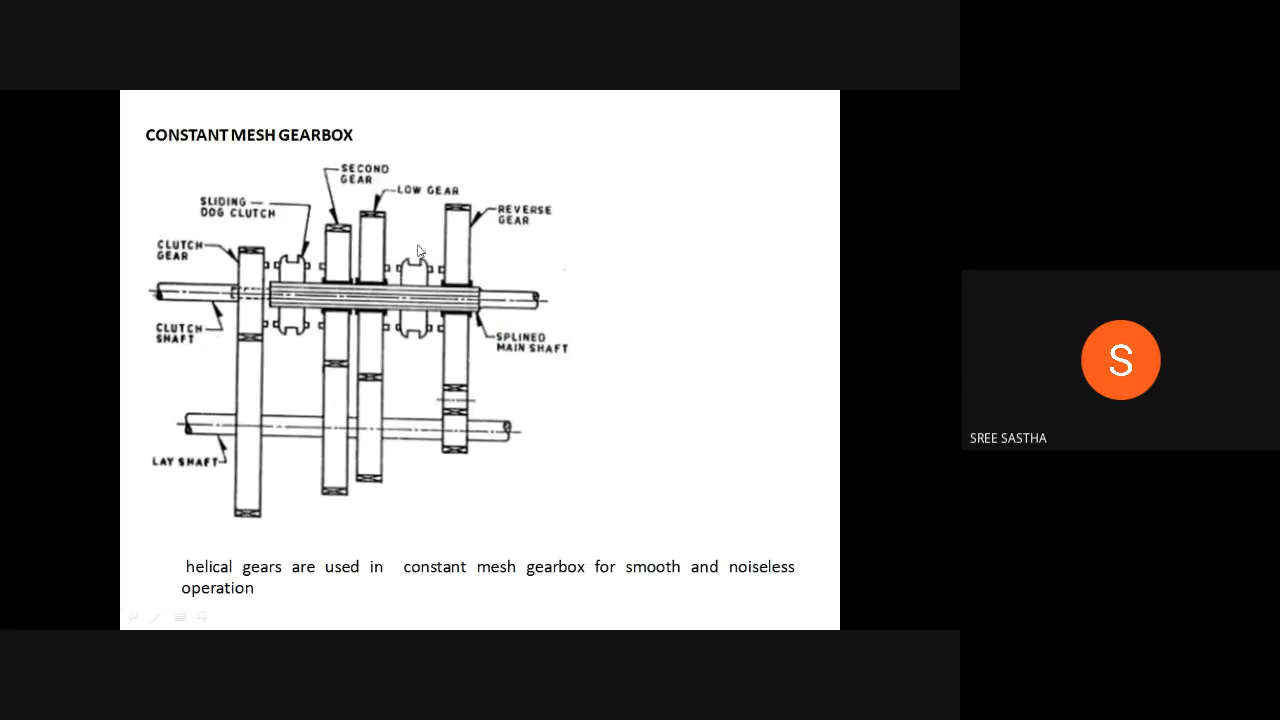 CONSTANT MESH GEARBOX
SECOND
GEAR
LOW GEAR
SLIDING
DOG CLUTCH
REVERSE
GEAR
CLUTCH
GEAR
CLUTCH
SHAFT
SPLINED
MAIN SHAFT
LAY SHAFT
helical gears are used in constant mesh gearbox for smooth and noiseless
operation
S
SREE SASTHA